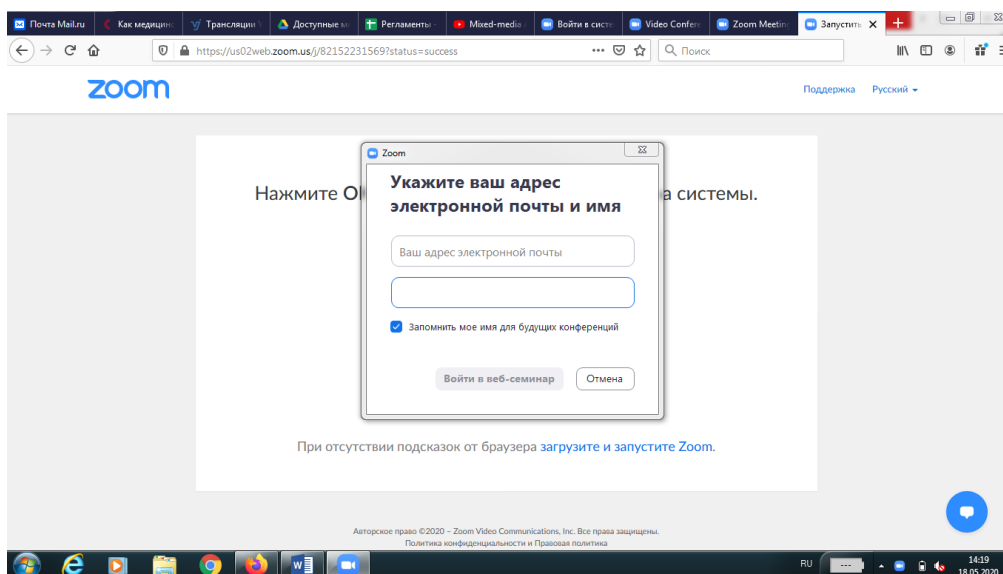 Почта Mail.ru
Как медицинс
Трансляции
Доступные
Регламенты -
Mixed-media
Войти в систе
Video Confere
Zoom Meetin
Запустить
https://us02web.zoom.us/j/82152231569?status=success
Поиск
zoom
Поддержка
Русский
Zoom
Укажите ваш адрес
электронной почты и имя
Нажмите
а системы.
Ваш адрес электронной почты
Запомнить мое имя для будущих конференций
Войти в веб-семинар
Отмена
При отсутствии подсказок от браузера загрузите и запустите Zoom.
Авторское право ©2020 – Zoom Video Communications, Inc. Все права защищены.
Политика конфиденциальности и Правовая политика
RU
14:19
18.05.2020